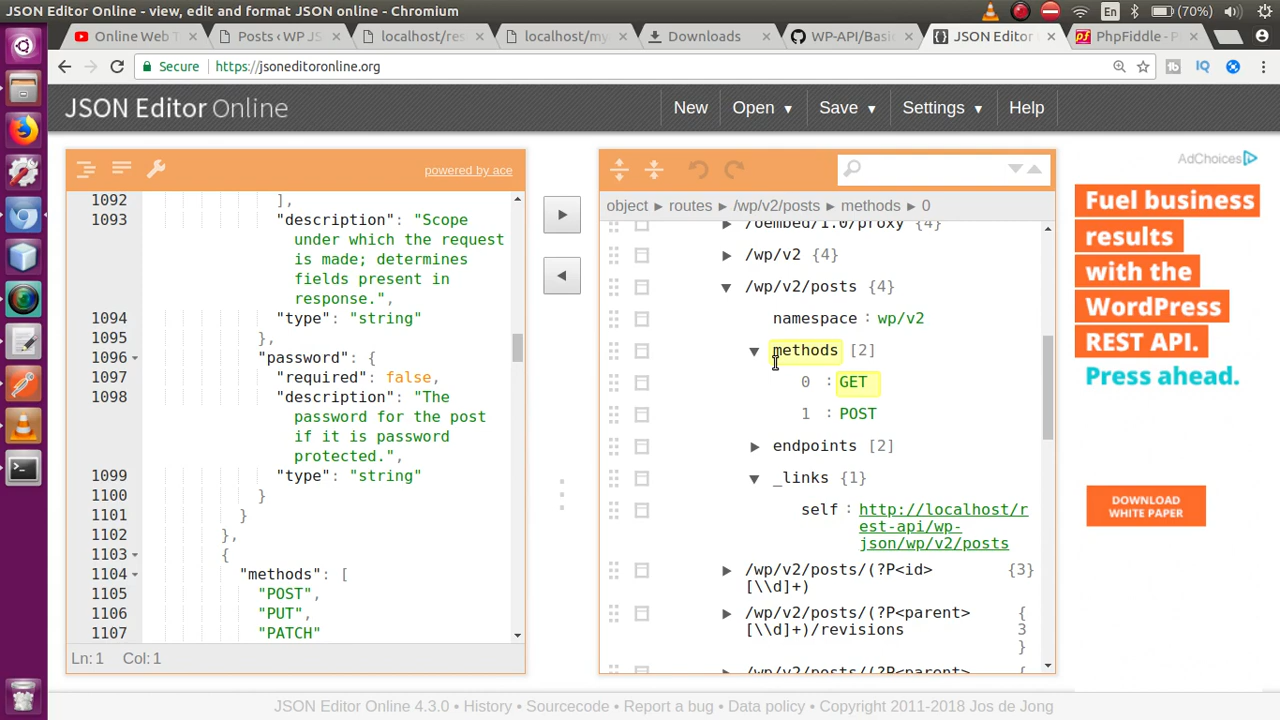 JSON Editor Online - view, edit and format JSON online - Chromium
En
(70%)
Online Web T
Posts ‹ WP JS
localhost/res
localhost/my
Downloads
WP-API/Basi
JSON Editor
PhpFiddle - P
Secure
https://jsoneditoronline.org
IQ
JSON Editor Online
New
Open ▾
Save ▾
Settings ▾
Help
powered by ace
1092 ],
1093 "description": "Scope
under which the request
is made; determines
fields present in
response.",
1094 "type": "string"
1095 },
1096 "password": {
1097 "required": false,
1098 "description": "The
password for the post
if it is password
protected.",
1099 "type": "string"
1100 }
1101 }
1102 },
1103 {
1104 "methods": [
1105 "POST",
1106 "PUT",
1107 "PATCH"
Ln: 1 Col: 1
object ► routes ► /wp/v2/posts ► methods ► 0
/oembed/1.0/proxy {4}
/wp/v2 {4}
/wp/v2/posts {4}
namespace : wp/v2
methods [2]
0 : GET
1 : POST
endpoints [2]
_links {1}
self : http://localhost/r
est-api/wp-
json/wp/v2/posts
/wp/v2/posts/(?P<id> {3}
[\\d]+)
/wp/v2/posts/(?P<parent> {
[\\d]+)/revisions 3
}
/wp/v2/posts/(?P<parent> {
AdChoices
Fuel business
results
with the
WordPress
REST API.
Press ahead.
DOWNLOAD
WHITE PAPER
JSON Editor Online 4.3.0 • History • Sourcecode • Report a bug • Data policy • Copyright 2011-2018 Jos de Jong